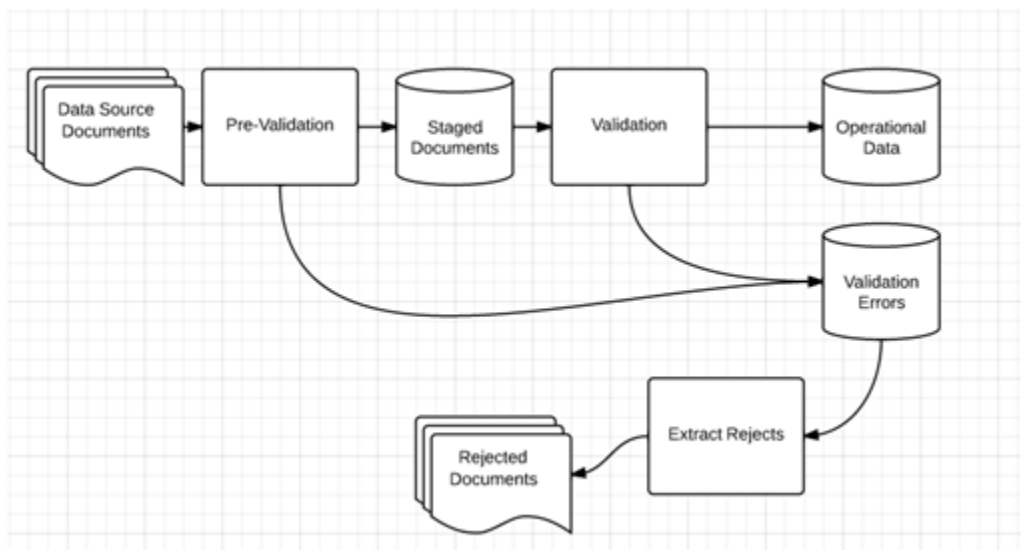 Data Source
Documents
Pre-Validation
Staged
Documents
Validation
Operational
Data
Validation
Errors
Extract Rejects
Rejected
Documents